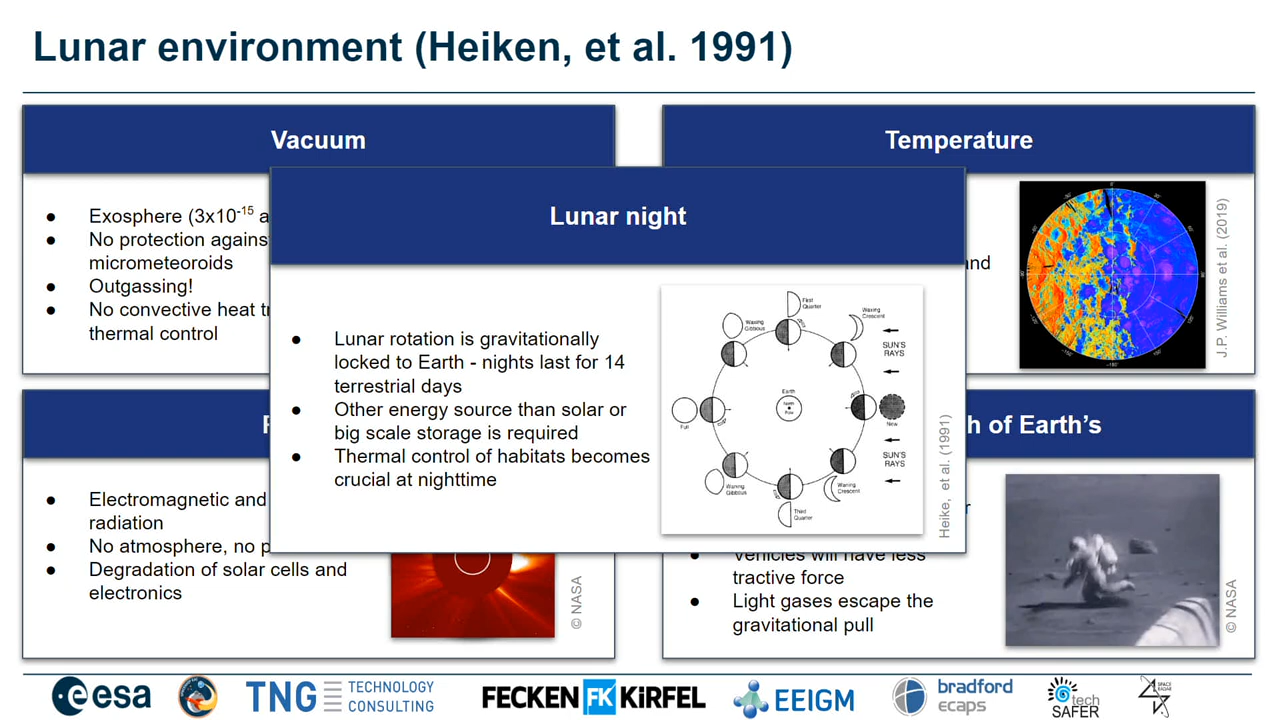 Lunar environment (Heiken, et al. 1991)
Vacuum
● Exosphere (3x10⁻¹⁵ a
● No protection agains
micrometeoroids
● Outgassing!
● No convective heat
thermal control
Temperature
and
J.P. Williams et al. (2019)
Lunar night
● Lunar rotation is gravitationally
locked to Earth - nights last for 14
terrestrial days
● Other energy source than solar or
big scale storage is required
● Thermal control of habitats becomes
crucial at nighttime
First
Quarter
Waxing
Gibbous
Waxing
Crescent
SUN'S
RAYS
Earth
North
Pole
Full
New
SUN'S
RAYS
Waning
Gibbous
Waning
Crescent
Third
Quarter
Heike, et al. (1991)
● Electromagnetic and
radiation
● No atmosphere, no p
● Degradation of solar cells and
electronics
© NASA
h of Earth's
● Vehicles will have less
tractive force
● Light gases escape the
gravitational pull
© NASA
esa
TNG TECHNOLOGY
CONSULTING
FECKEN FK KiRFEL
EEIGM
bradford
ecaps
tech
SAFER